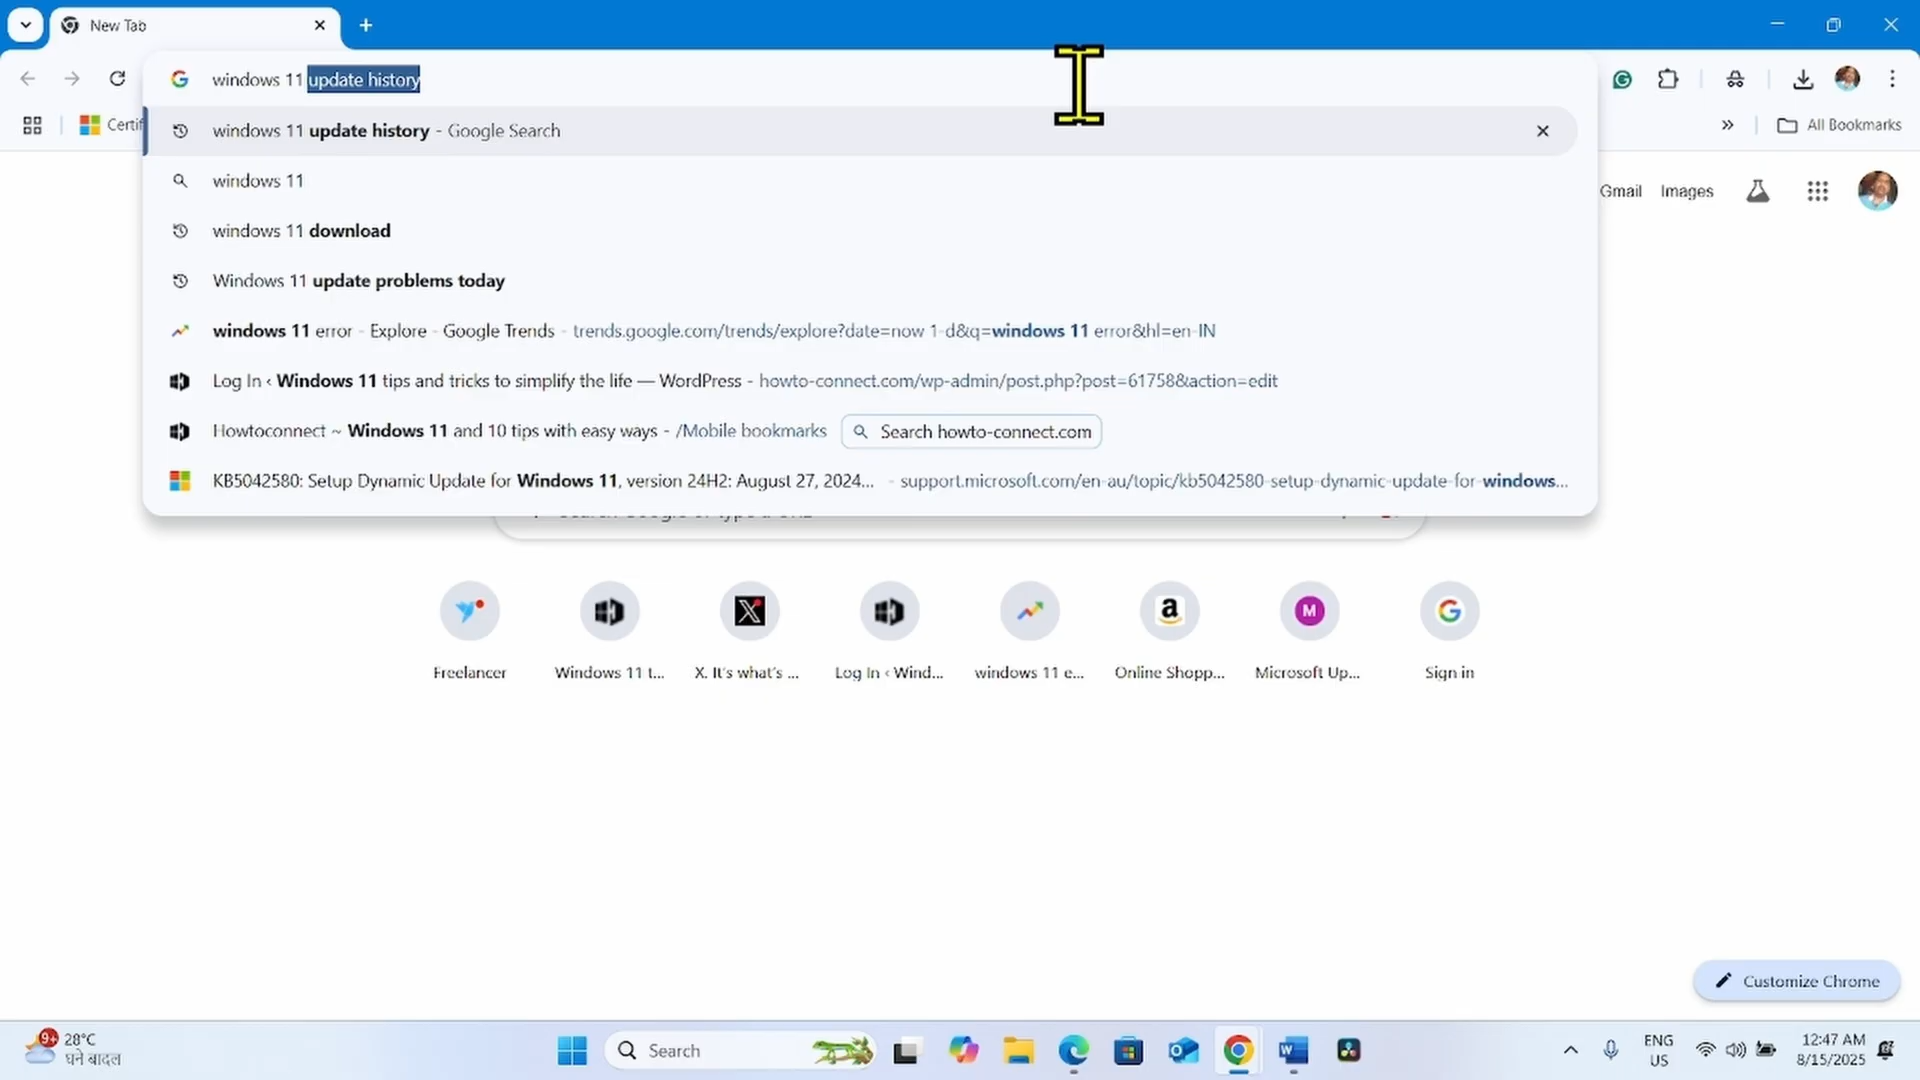 New Tab
windows 11 update history
windows 11 update history - Google Search
Certif
All Bookmarks
windows 11
Gmail Images
windows 11 download
Windows 11 update problems today
windows 11 error - Explore - Google Trends - trends.google.com/trends/explore?date=now 1-d&q=windows 11 error&hl=en-IN
Log In ‹ Windows 11 tips and tricks to simplify the life — WordPress - howto-connect.com/wp-admin/post.php?post=61758&action=edit
Howtoconnect ~ Windows 11 and 10 tips with easy ways - /Mobile bookmarks Search howto-connect.com
KB5042580: Setup Dynamic Update for Windows 11, version 24H2: August 27, 2024... - support.microsoft.com/en-au/topic/kb5042580-setup-dynamic-update-for-windows...
M
Freelancer Windows 11 t... X. It's what's ... Log In ‹ Wind... windows 11 e... Online Shopp... Microsoft Up... Sign in
Customize Chrome
9+ 28°C
घने बादल
Search
ENG
US
12:47 AM
8/15/2025